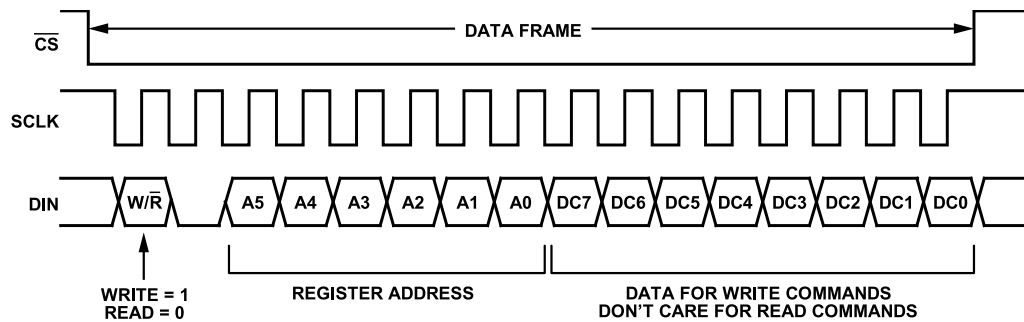 DATA FRAME
C̅S̅
SCLK
DIN
W/R̅
A5 A4 A3 A2 A1 A0 DC7 DC6 DC5 DC4 DC3 DC2 DC1 DC0
WRITE = 1
READ = 0
REGISTER ADDRESS
DATA FOR WRITE COMMANDS
DON'T CARE FOR READ COMMANDS